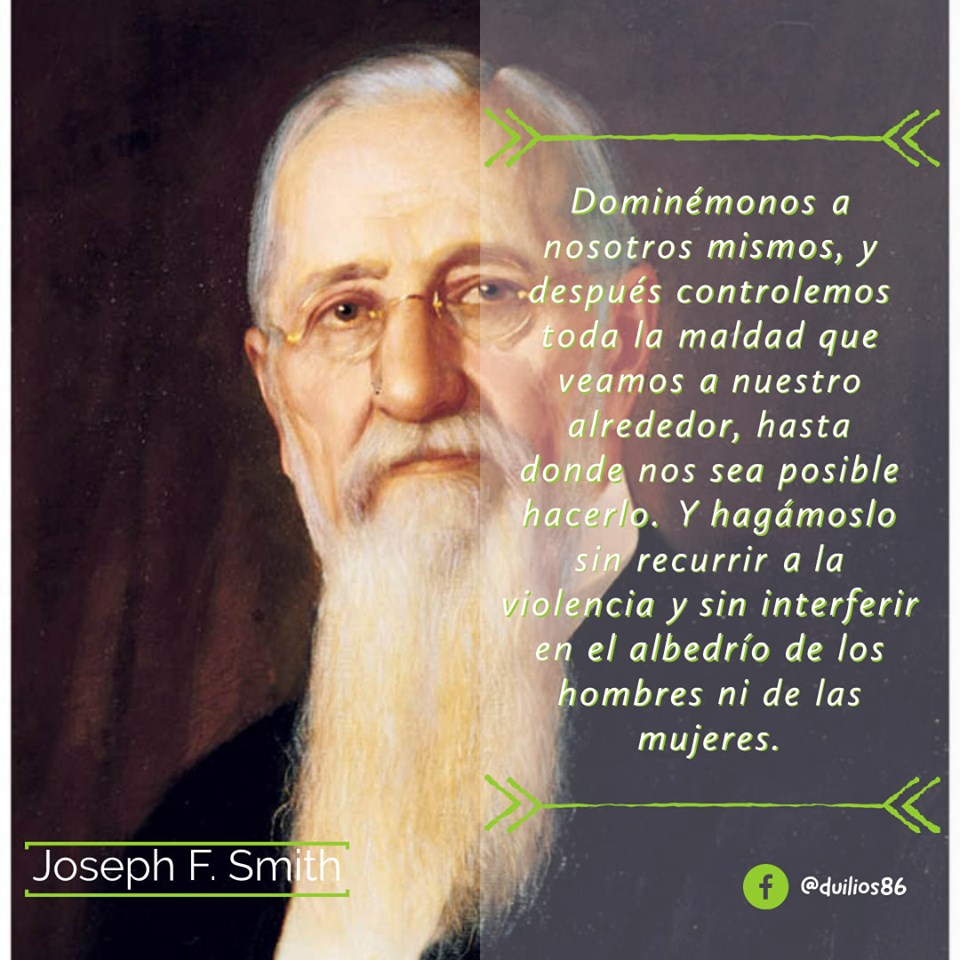 Dominémonos a
nosotros mismos, y
después controlemos
toda la maldad que
veamos a nuestro
alrededor, hasta
donde nos sea posible
hacerlo. Y hagámoslo
sin recurrir a la
violencia y sin interferir
en el albedrío de los
hombres ni de las
mujeres.
Joseph F. Smith
@duilios86